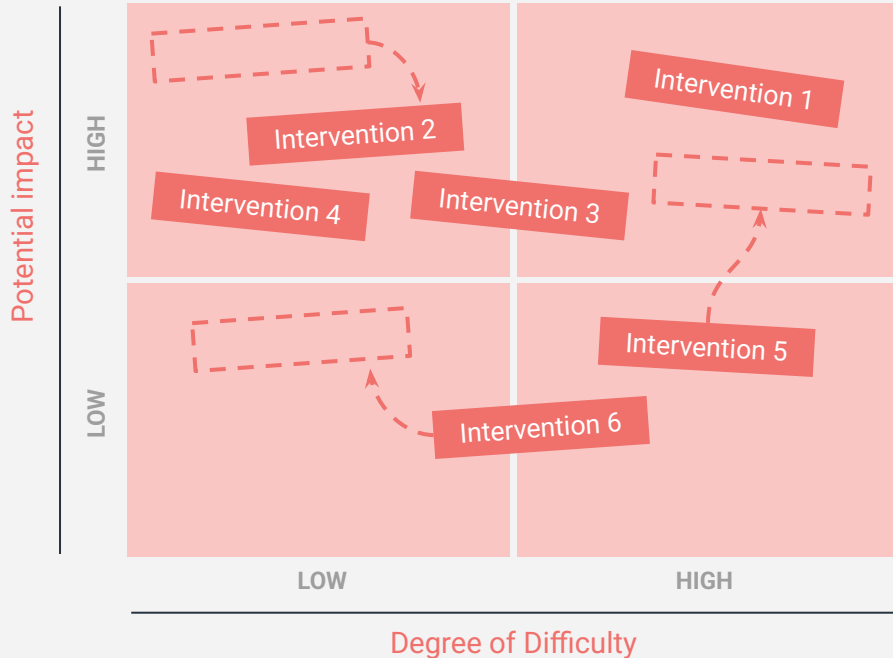 Potential impact
HIGH
LOW
Intervention 1
Intervention 2
Intervention 3
Intervention 4
Intervention 5
Intervention 6
LOW
HIGH
Degree of Difficulty